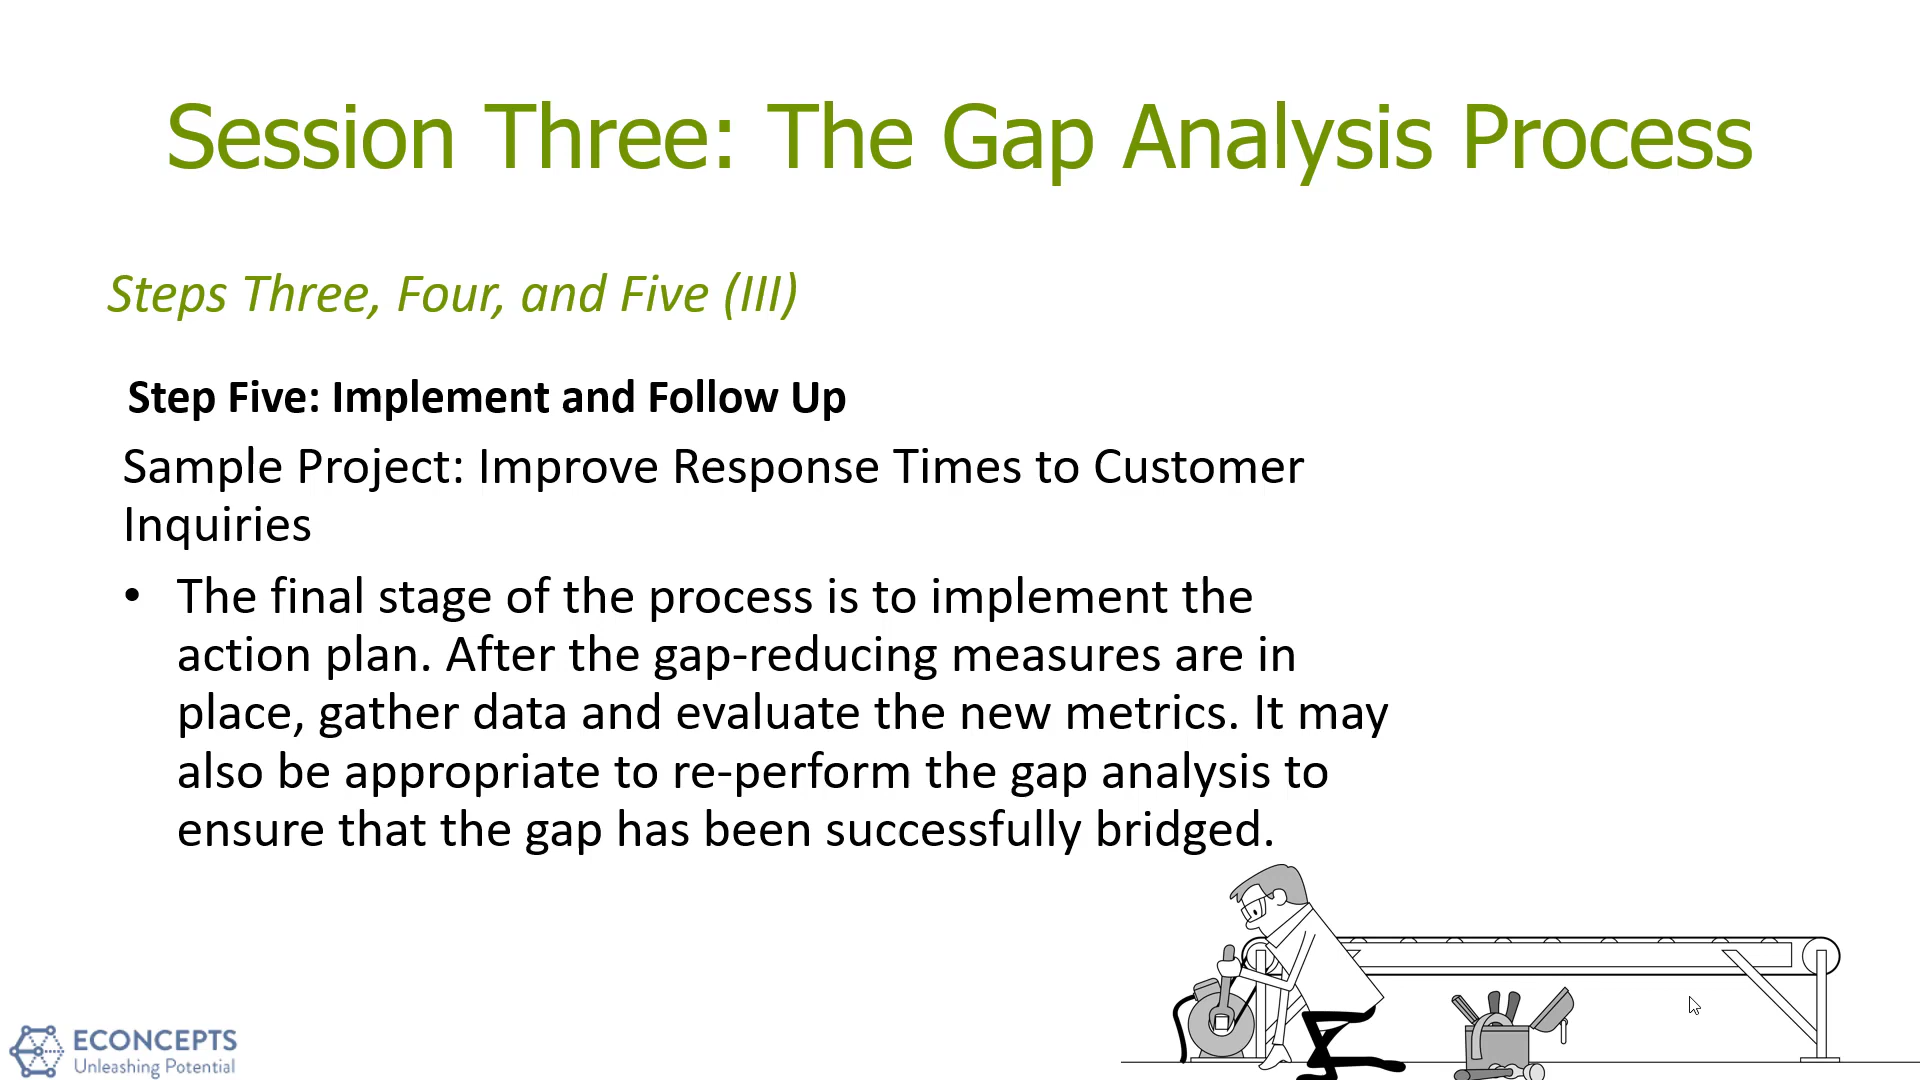 Session Three: The Gap Analysis Process
Steps Three, Four, and Five (III)
Step Five: Implement and Follow Up
Sample Project: Improve Response Times to Customer
Inquiries
• The final stage of the process is to implement the
action plan. After the gap-reducing measures are in
place, gather data and evaluate the new metrics. It may
also be appropriate to re-perform the gap analysis to
ensure that the gap has been successfully bridged.
ECONCEPTS
Unleashing Potential